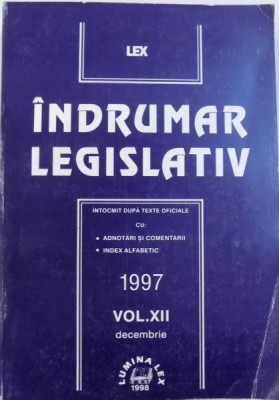 LEX
ÎNDRUMAR
LEGISLATIV
ÎNTOCMIT DUPĂ TEXTE OFICIALE
CU:
• ADNOTĂRI ȘI COMENTARII
• INDEX ALFABETIC
1997
VOL.XII
decembrie
LUMINA LEX
1998